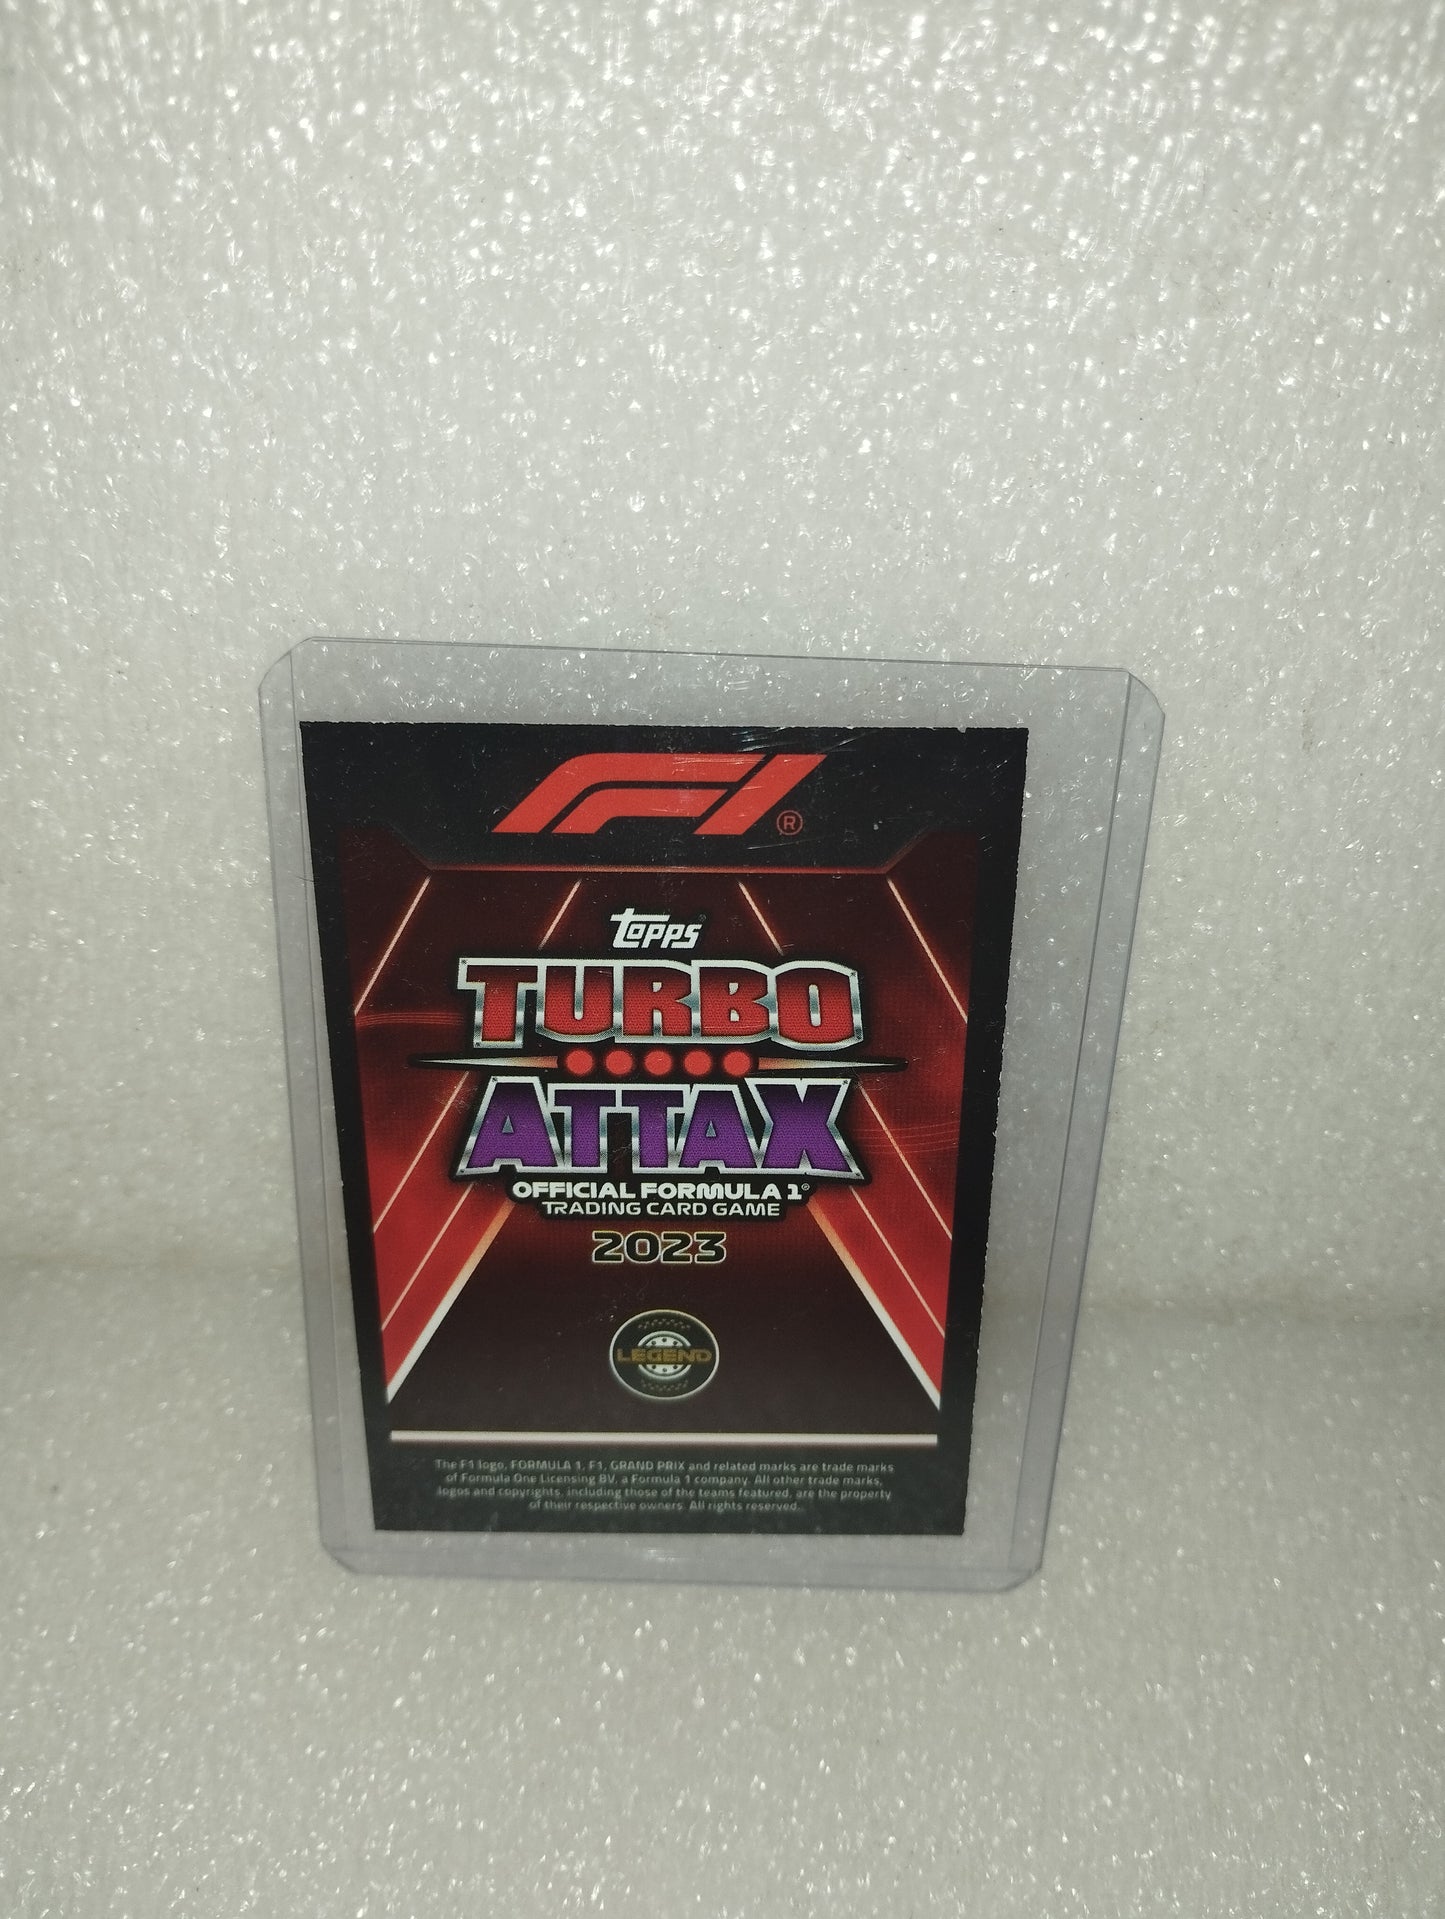 F1®
Topps
TURBO
ATTAX
OFFICIAL FORMULA 1®
TRADING CARD GAME
2023
LEGEND
The F1 logo, FORMULA 1, F1, GRAND PRIX and related marks are trade marks
of Formula One Licensing BV, a Formula 1 company. All other trade marks,
logos and copyrights, including those of the teams featured, are the property
of their respective owners. All rights reserved.